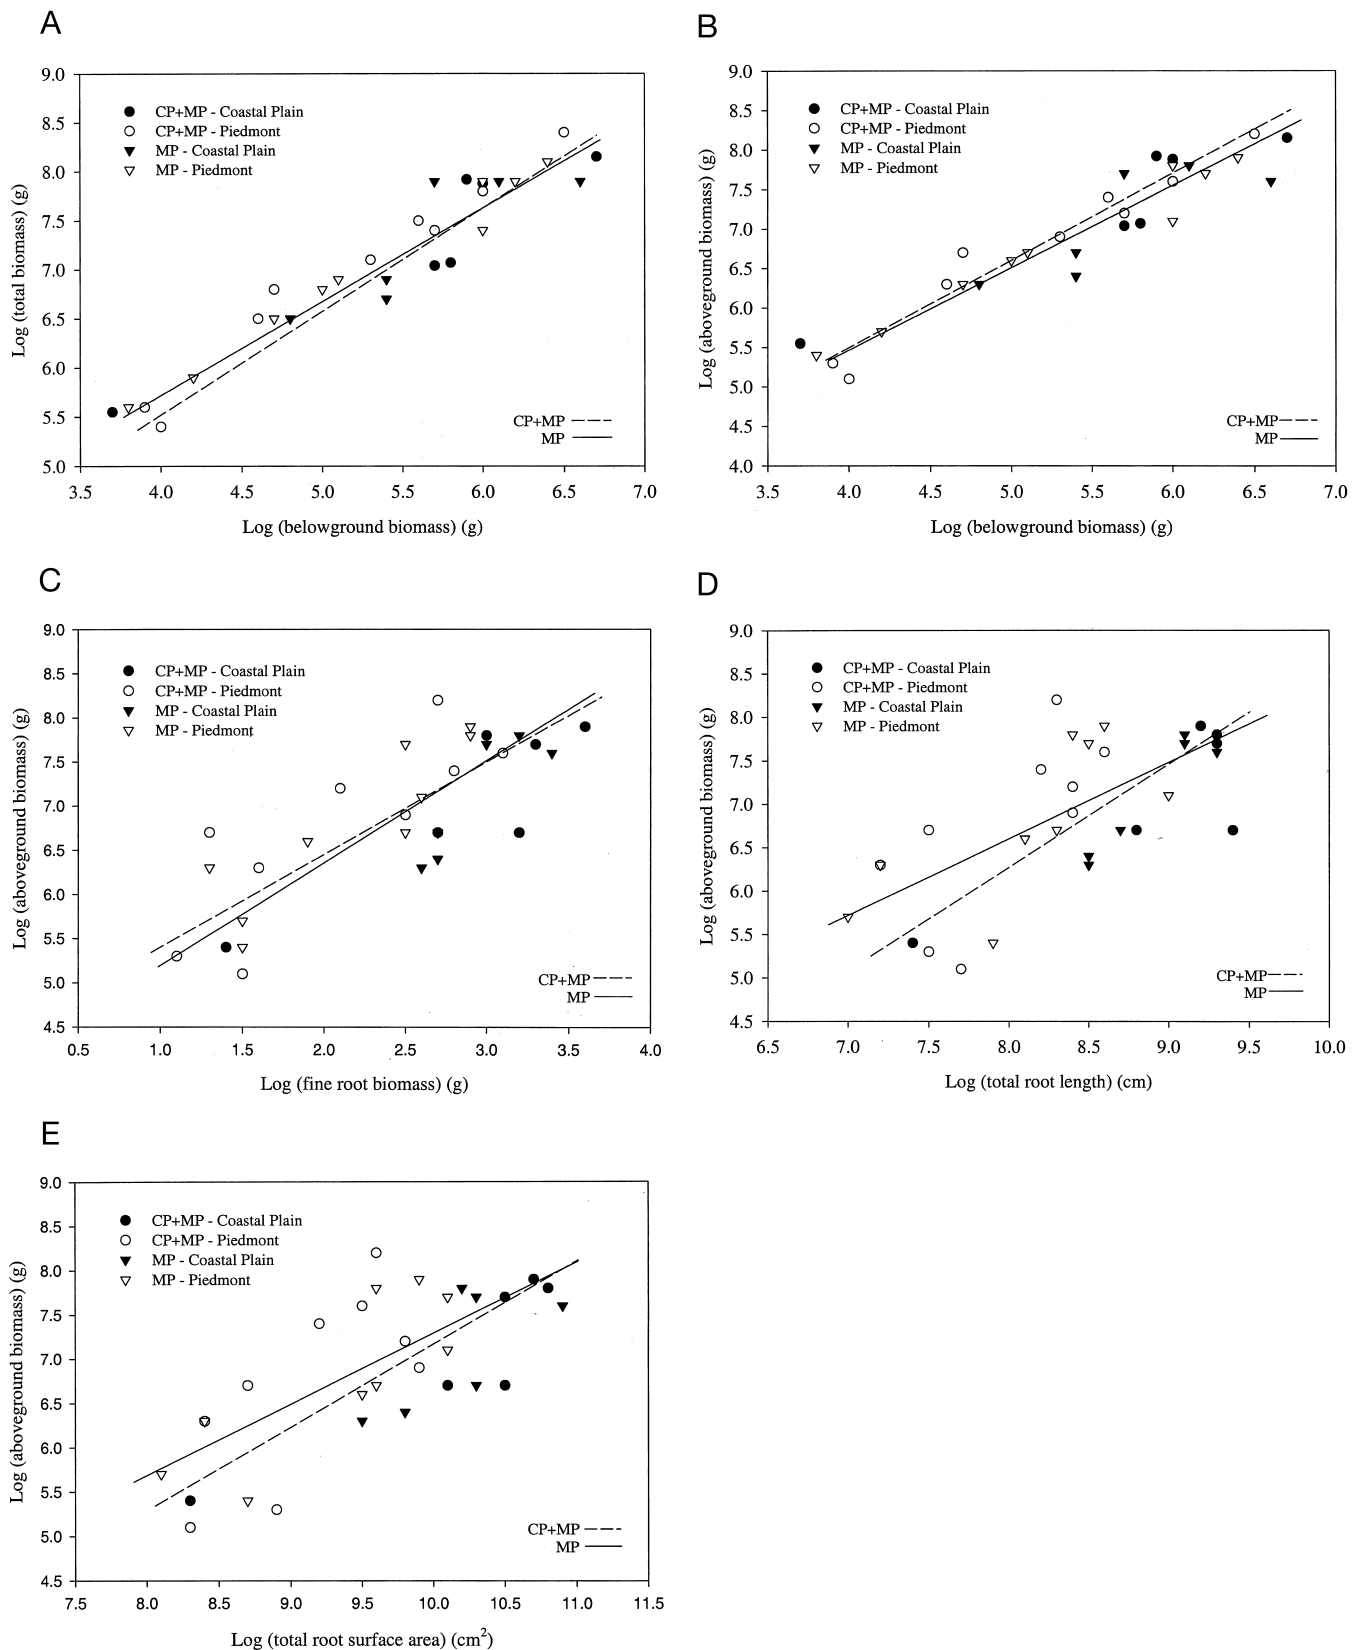 A
9.0
8.5
8.0
7.5
7.0
6.5
6.0
5.5
5.0
Log (total biomass) (g)
CP+MP - Coastal Plain
CP+MP - Piedmont
MP - Coastal Plain
MP - Piedmont
CP+MP
MP
3.5 4.0 4.5 5.0 5.5 6.0 6.5 7.0
Log (belowground biomass) (g)
B
9.0
8.5
8.0
7.5
7.0
6.5
6.0
5.5
5.0
4.5
4.0
Log (aboveground biomass) (g)
CP+MP - Coastal Plain
CP+MP - Piedmont
MP - Coastal Plain
MP - Piedmont
CP+MP
MP
3.5 4.0 4.5 5.0 5.5 6.0 6.5 7.0
Log (belowground biomass) (g)
C
9.0
8.5
8.0
7.5
7.0
6.5
6.0
5.5
5.0
4.5
Log (aboveground biomass) (g)
CP+MP - Coastal Plain
CP+MP - Piedmont
MP - Coastal Plain
MP - Piedmont
CP+MP
MP
0.5 1.0 1.5 2.0 2.5 3.0 3.5 4.0
Log (fine root biomass) (g)
D
9.0
8.5
8.0
7.5
7.0
6.5
6.0
5.5
5.0
4.5
Log (aboveground biomass) (g)
CP+MP - Coastal Plain
CP+MP - Piedmont
MP - Coastal Plain
MP - Piedmont
CP+MP
MP
6.5 7.0 7.5 8.0 8.5 9.0 9.5 10.0
Log (total root length) (cm)
E
9.0
8.5
8.0
7.5
7.0
6.5
6.0
5.5
5.0
4.5
Log (aboveground biomass) (g)
CP+MP - Coastal Plain
CP+MP - Piedmont
MP - Coastal Plain
MP - Piedmont
CP+MP
MP
7.5 8.0 8.5 9.0 9.5 10.0 10.5 11.0 11.5
Log (total root surface area) (cm²)